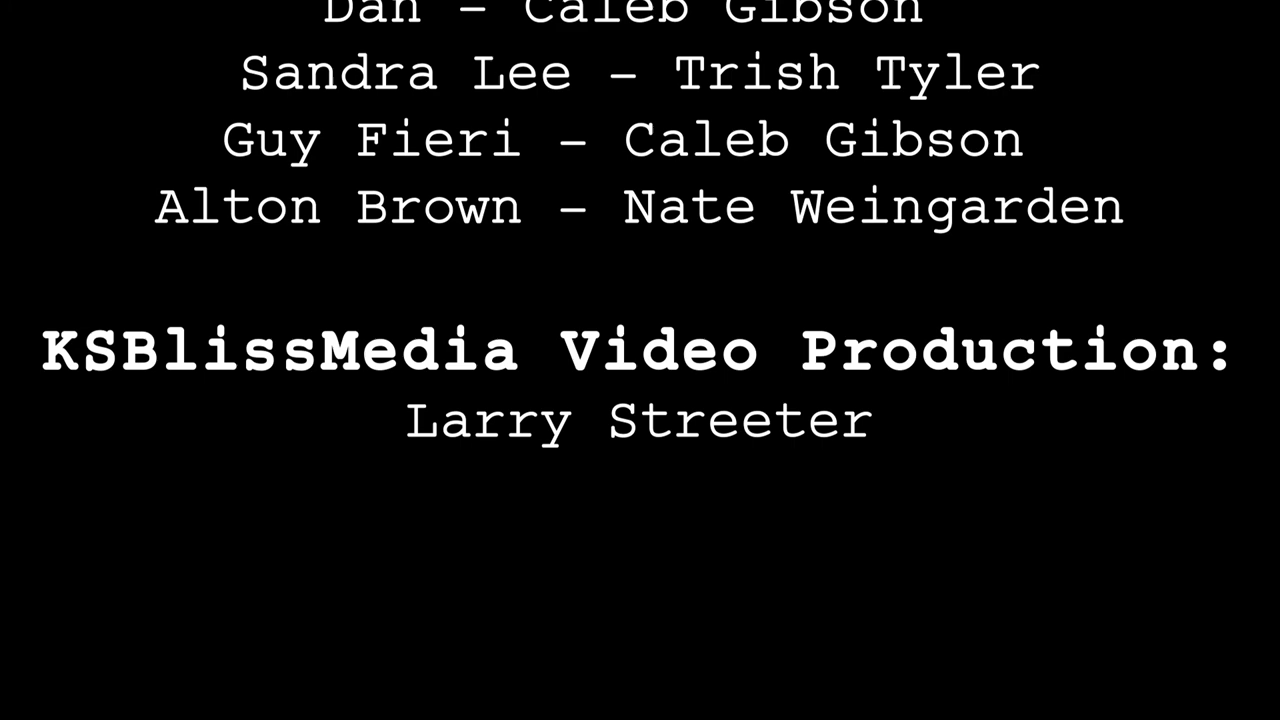 Dan – Caleb Gibson
Sandra Lee – Trish Tyler
Guy Fieri – Caleb Gibson
Alton Brown – Nate Weingarden
KSBlissMedia Video Production:
Larry Streeter